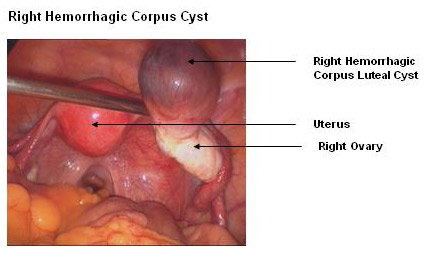 Right Hemorrhagic Corpus Cyst
Right Hemorrhagic
Corpus Luteal Cyst
Uterus
Right Ovary